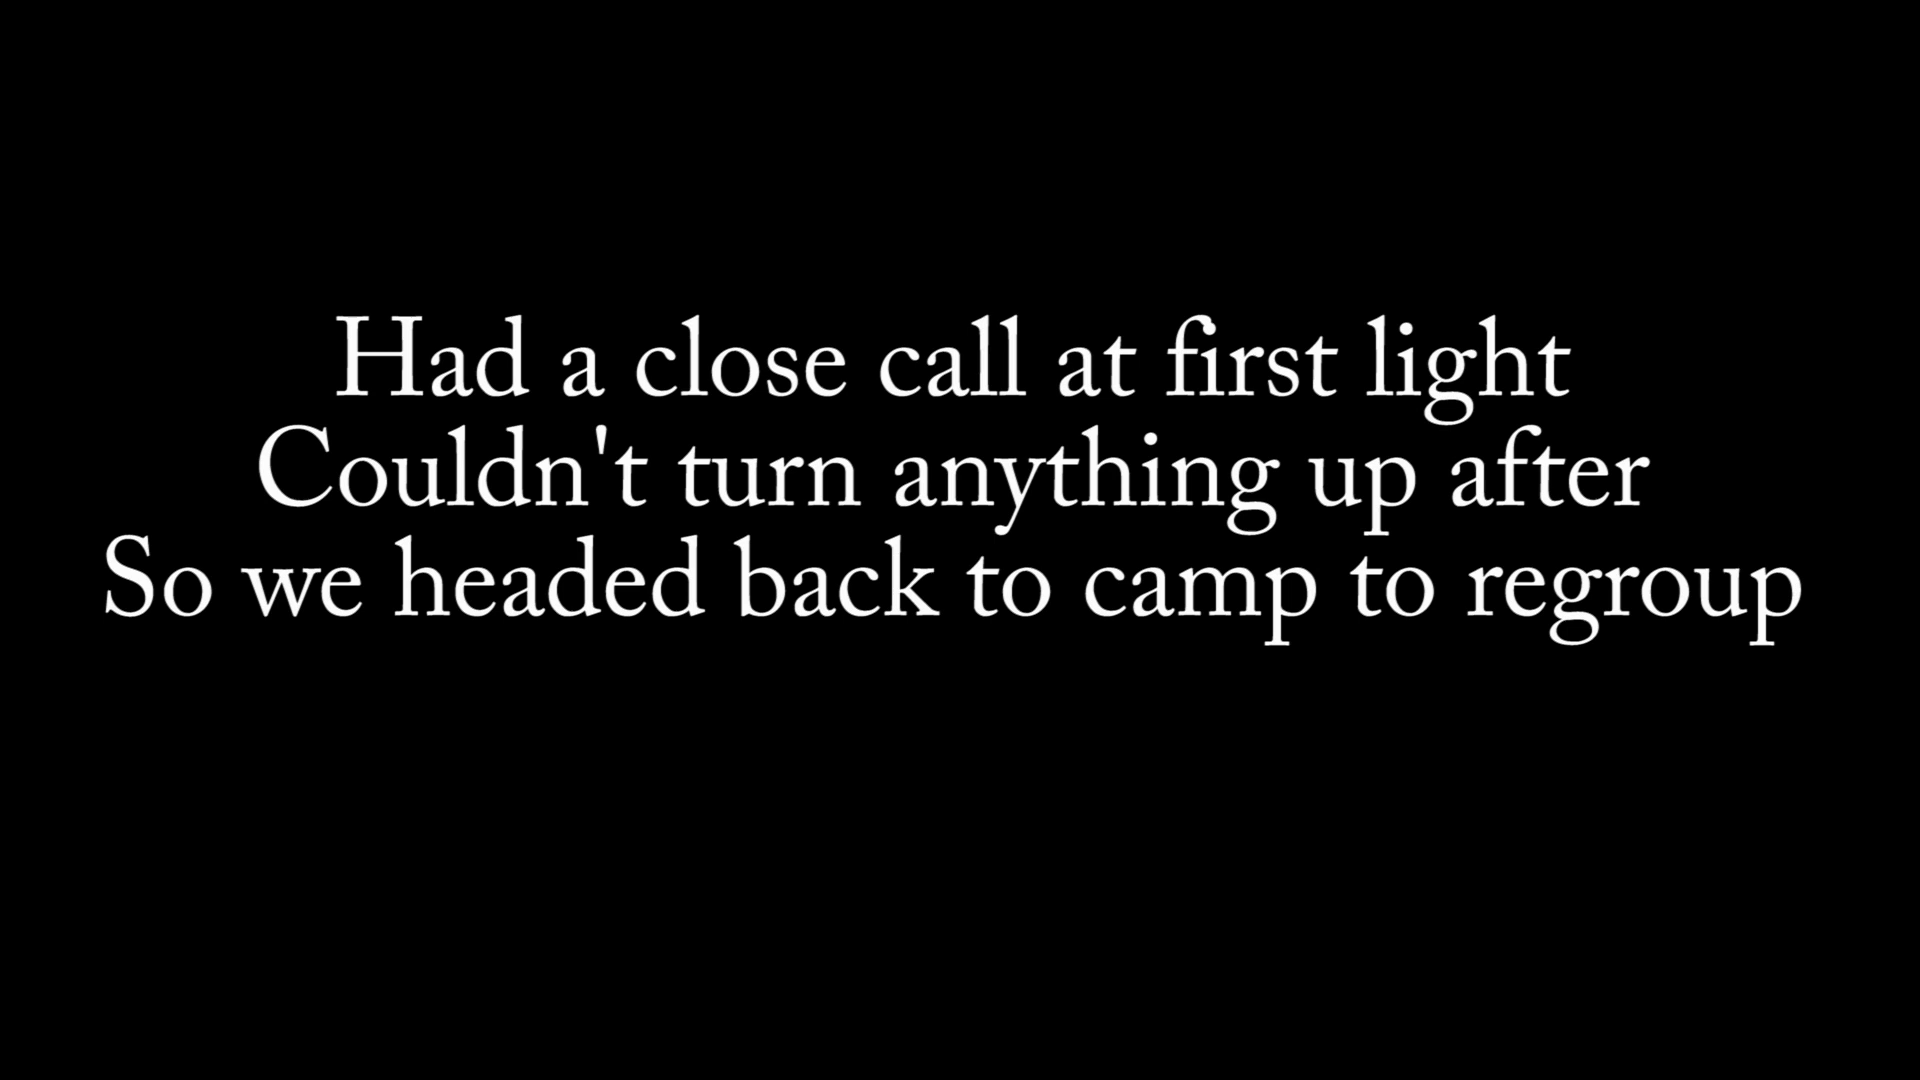 Had a close call at first light
Couldn't turn anything up after
So we headed back to camp to regroup